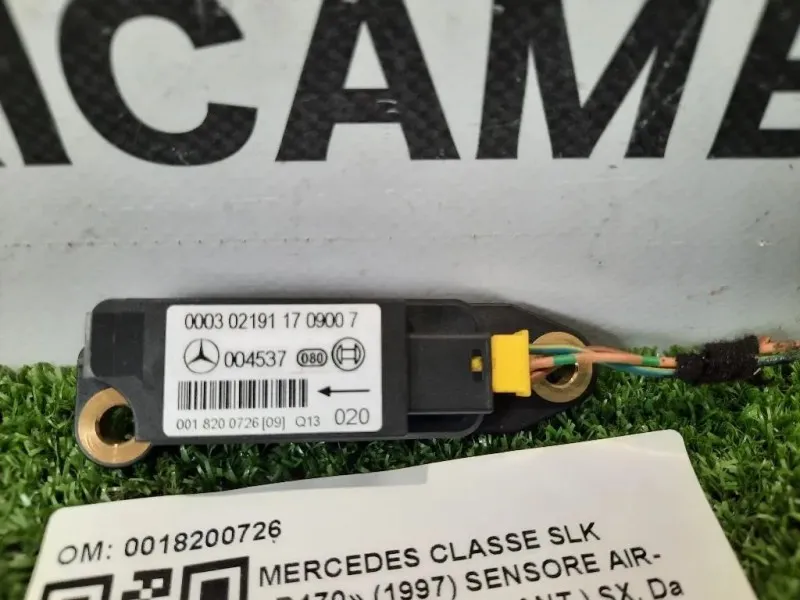 ICAME
0003 02191 17 0900 7
004537 080
001 820 0726 [09] Q13 020
OM: 0018200726
MERCEDES CLASSE SLK
(1997) SENSORE AIR-
SX, Da